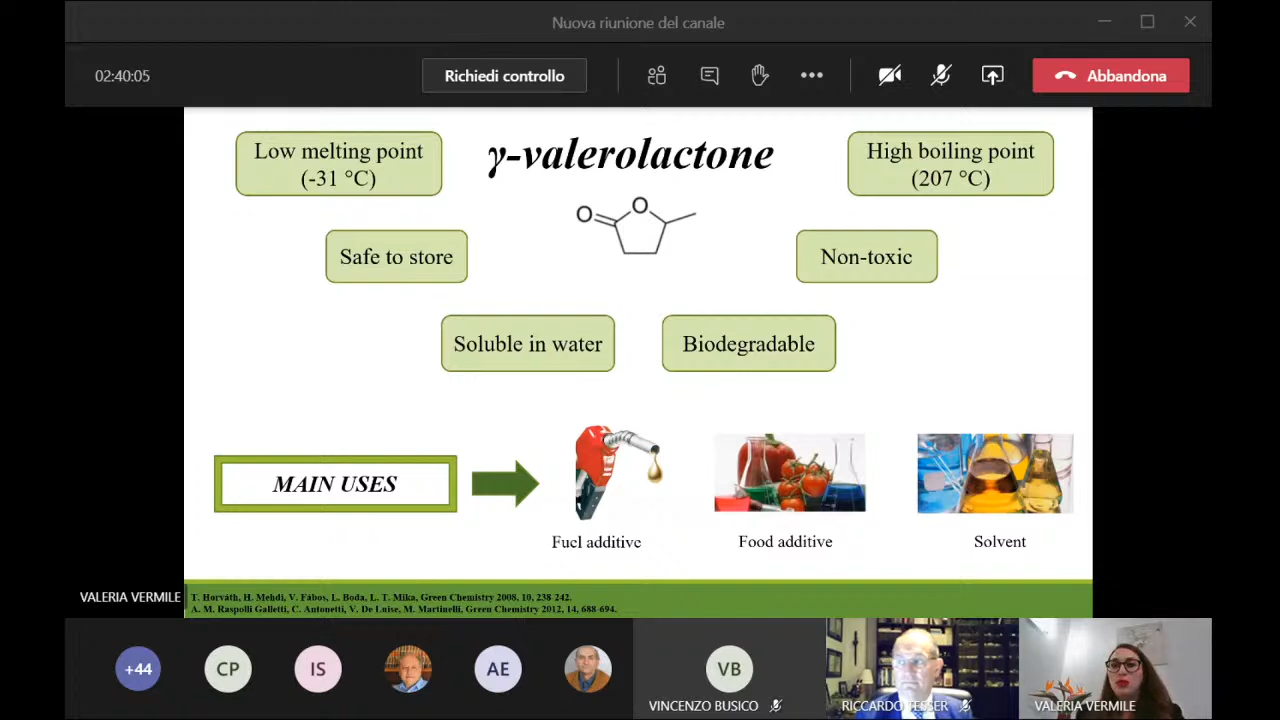 Nuova riunione del canale
02:40:05
Richiedi controllo
Abbandona
Low melting point
(-31 °C)
γ-valerolactone
High boiling point
(207 °C)
O
O
Safe to store
Non-toxic
Soluble in water
Biodegradable
MAIN USES
Fuel additive
Food additive
Solvent
VALERIA VERMILE
T. Horváth, H. Mehdi, V. Fábos, L. Boda, L. T. Mika, Green Chemistry 2008, 10, 238-242.
A. M. Raspolli Galletti, C. Antonetti, V. De Luise, M. Martinelli, Green Chemistry 2012, 14, 688-694.
+44
CP
IS
AE
VB
VINCENZO BUSICO
RICCARDO TESSER
VALERIA VERMILE